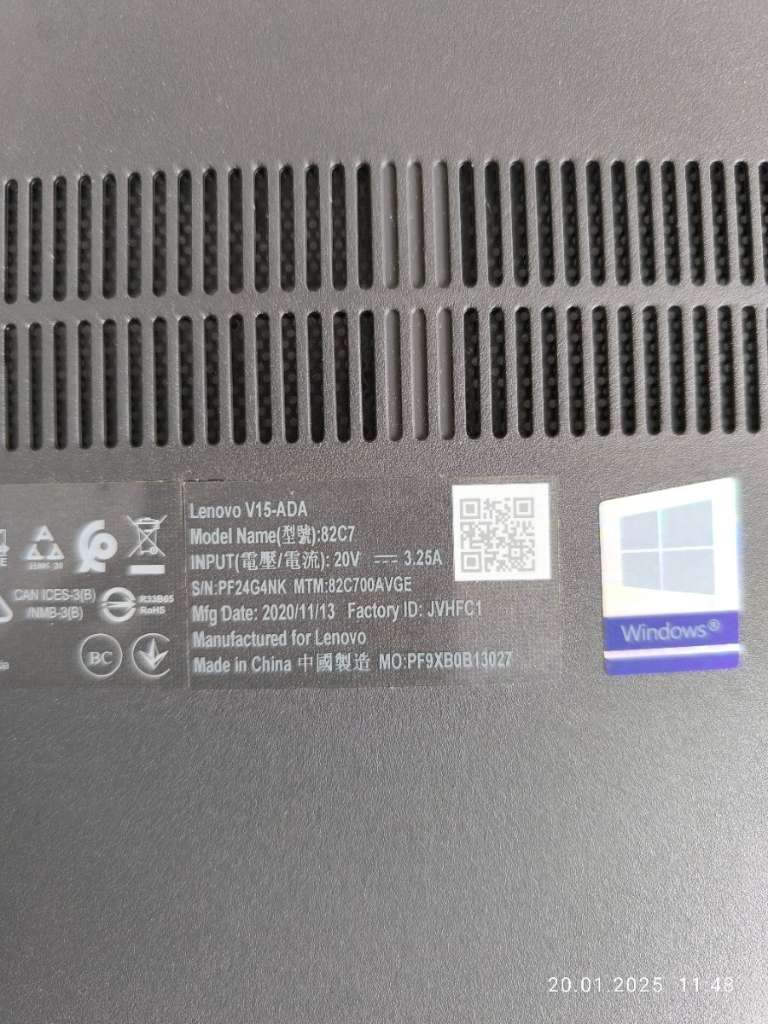 Lenovo V15-ADA
Model Name(型號):82C7
INPUT(電壓/電流): 20V ⎓ 3.25A
S/N:PF24G4NK MTM:82C700AVGE
Mfg Date: 2020/11/13 Factory ID: JVHFC1
Manufactured for Lenovo
Made in China 中國製造 MO:PF9XB0B13027
CAN ICES-3(B)
/NMB-3(B)
R33B65
RoHS
BC
Windows®
20.01.2025 11:48